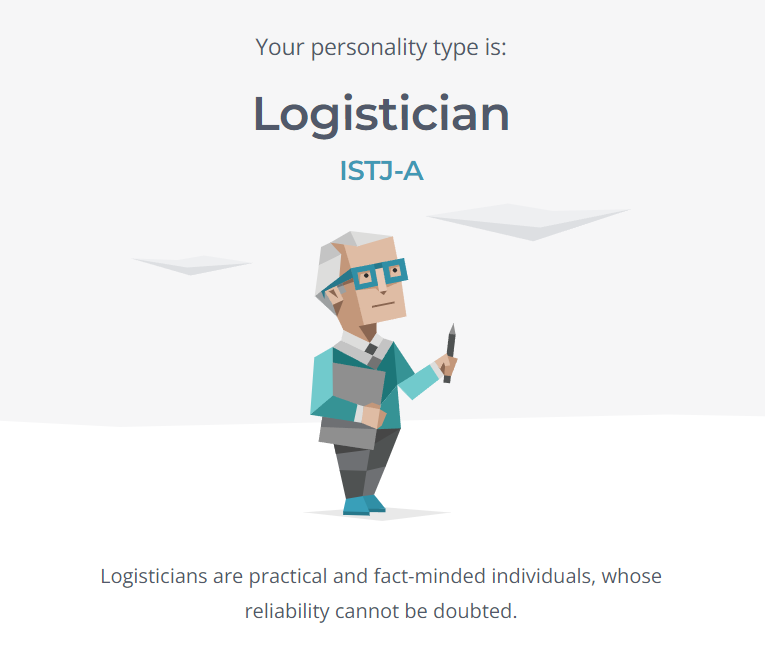 Your personality type is:
Logistician
ISTJ-A
Logisticians are practical and fact-minded individuals, whose
reliability cannot be doubted.